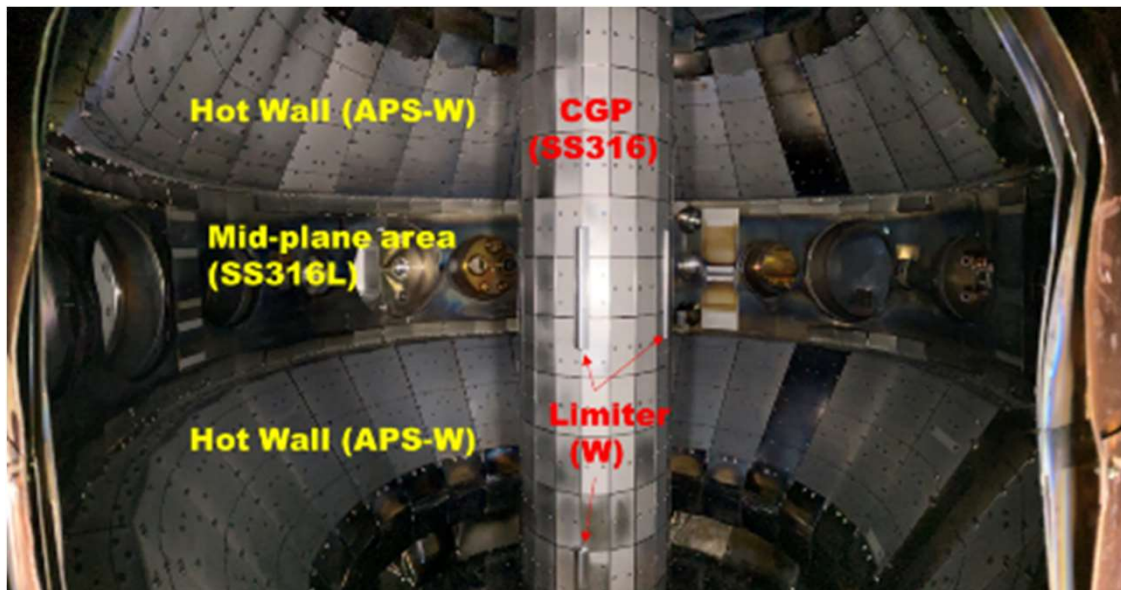 Hot Wall (APS-W)
CGP
(SS316)
Mid-plane area
(SS316L)
Limiter
(W)
Hot Wall (APS-W)